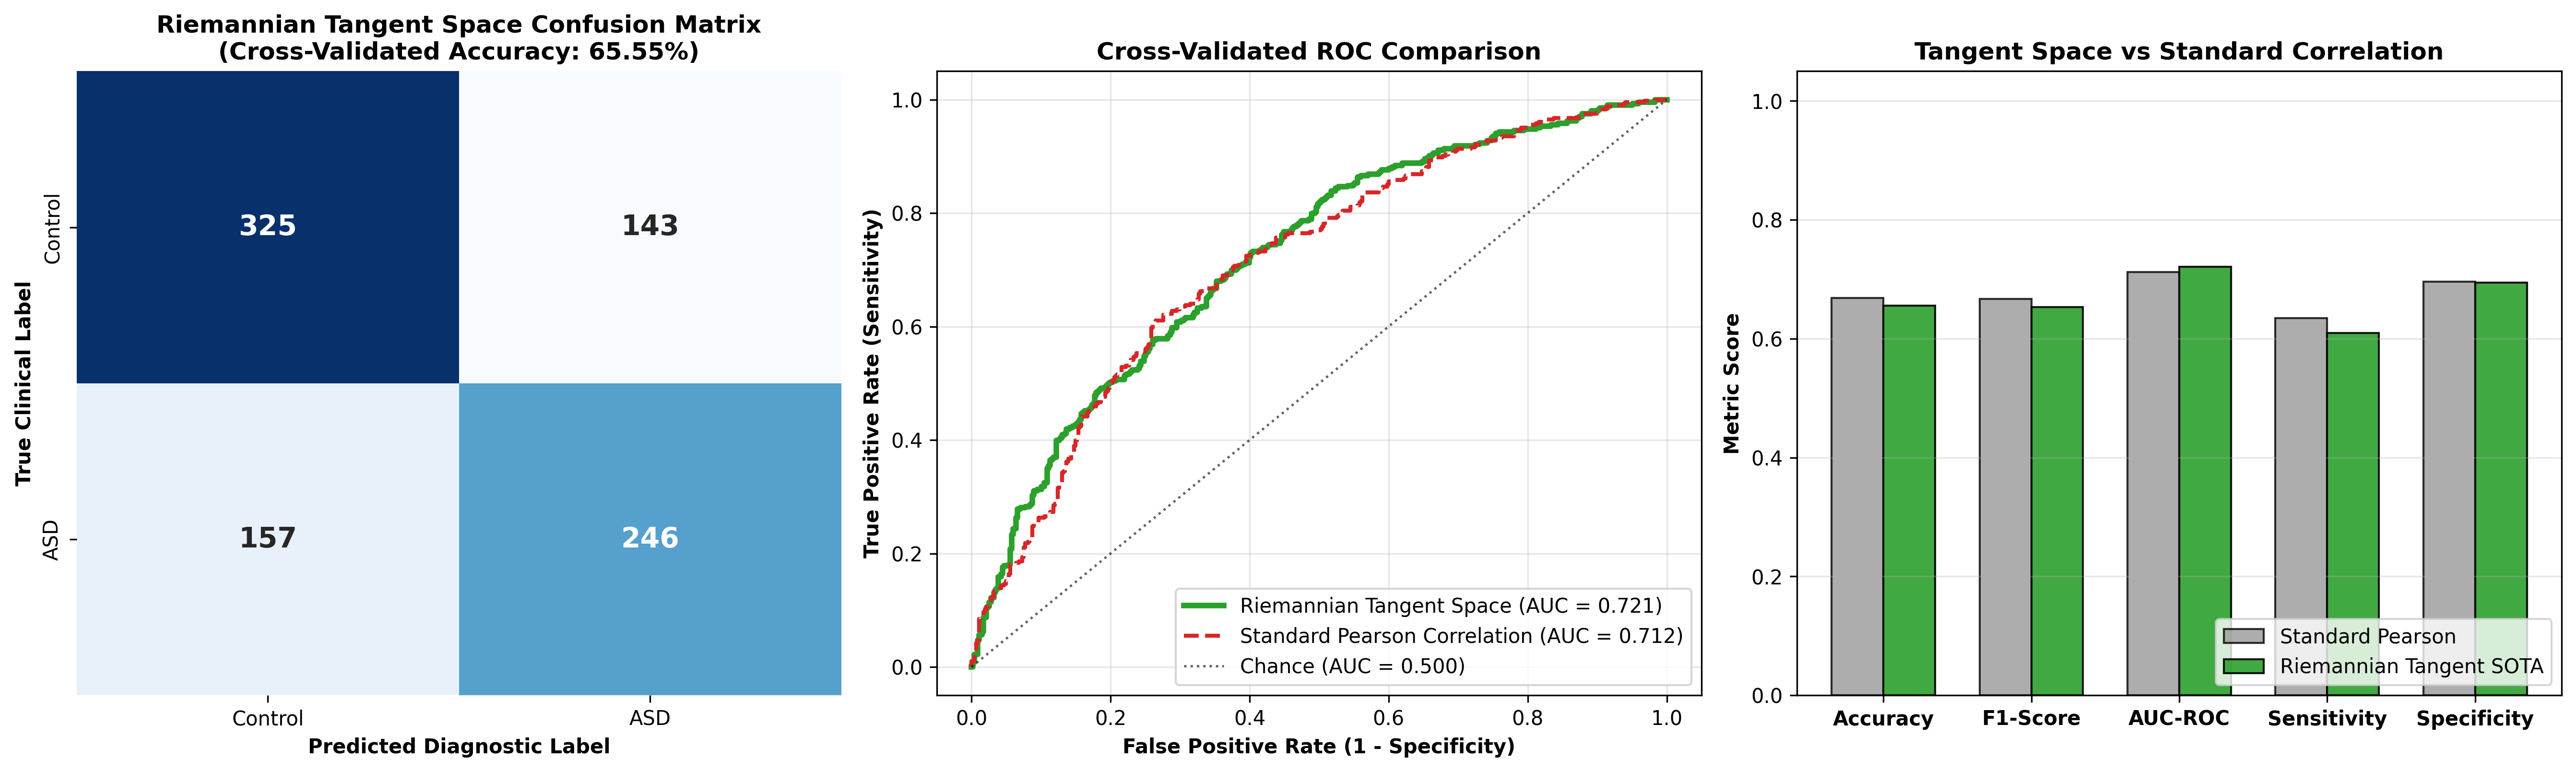 Riemannian Tangent Space Confusion Matrix
(Cross-Validated Accuracy: 65.55%)
True Clinical Label
Control
ASD
325
143
157
246
Control
ASD
Predicted Diagnostic Label
Cross-Validated ROC Comparison
True Positive Rate (Sensitivity)
1.0
0.8
0.6
0.4
0.2
0.0
Riemannian Tangent Space (AUC = 0.721)
Standard Pearson Correlation (AUC = 0.712)
Chance (AUC = 0.500)
0.0
0.2
0.4
0.6
0.8
1.0
False Positive Rate (1 - Specificity)
Tangent Space vs Standard Correlation
Metric Score
1.0
0.8
0.6
0.4
0.2
0.0
Standard Pearson
Riemannian Tangent SOTA
Accuracy
F1-Score
AUC-ROC
Sensitivity
Specificity